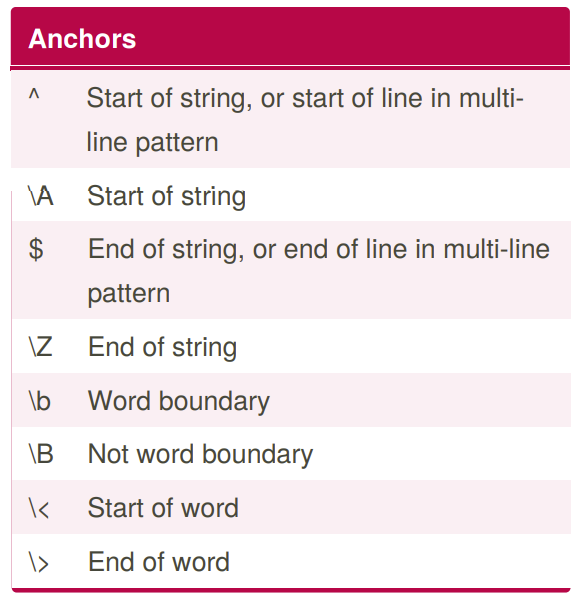 Anchors
^ Start of string, or start of line in multi-
line pattern
\A Start of string
$ End of string, or end of line in multi-line
pattern
\Z End of string
\b Word boundary
\B Not word boundary
\< Start of word
\> End of word